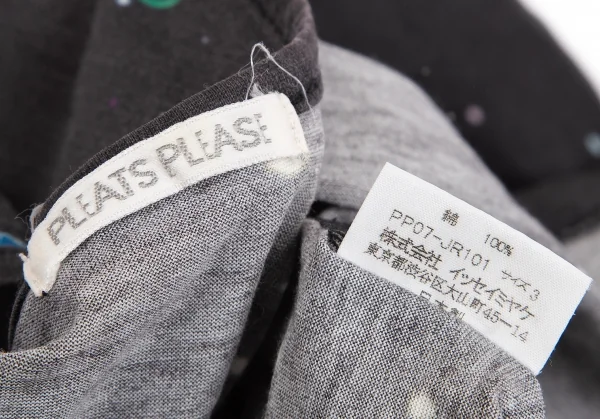 PLEATS PLEASE
綿 100%
PP07-JR101 サイズ 3
株式会社 イッセイミヤケ
東京都渋谷区大山町45-14
日本製